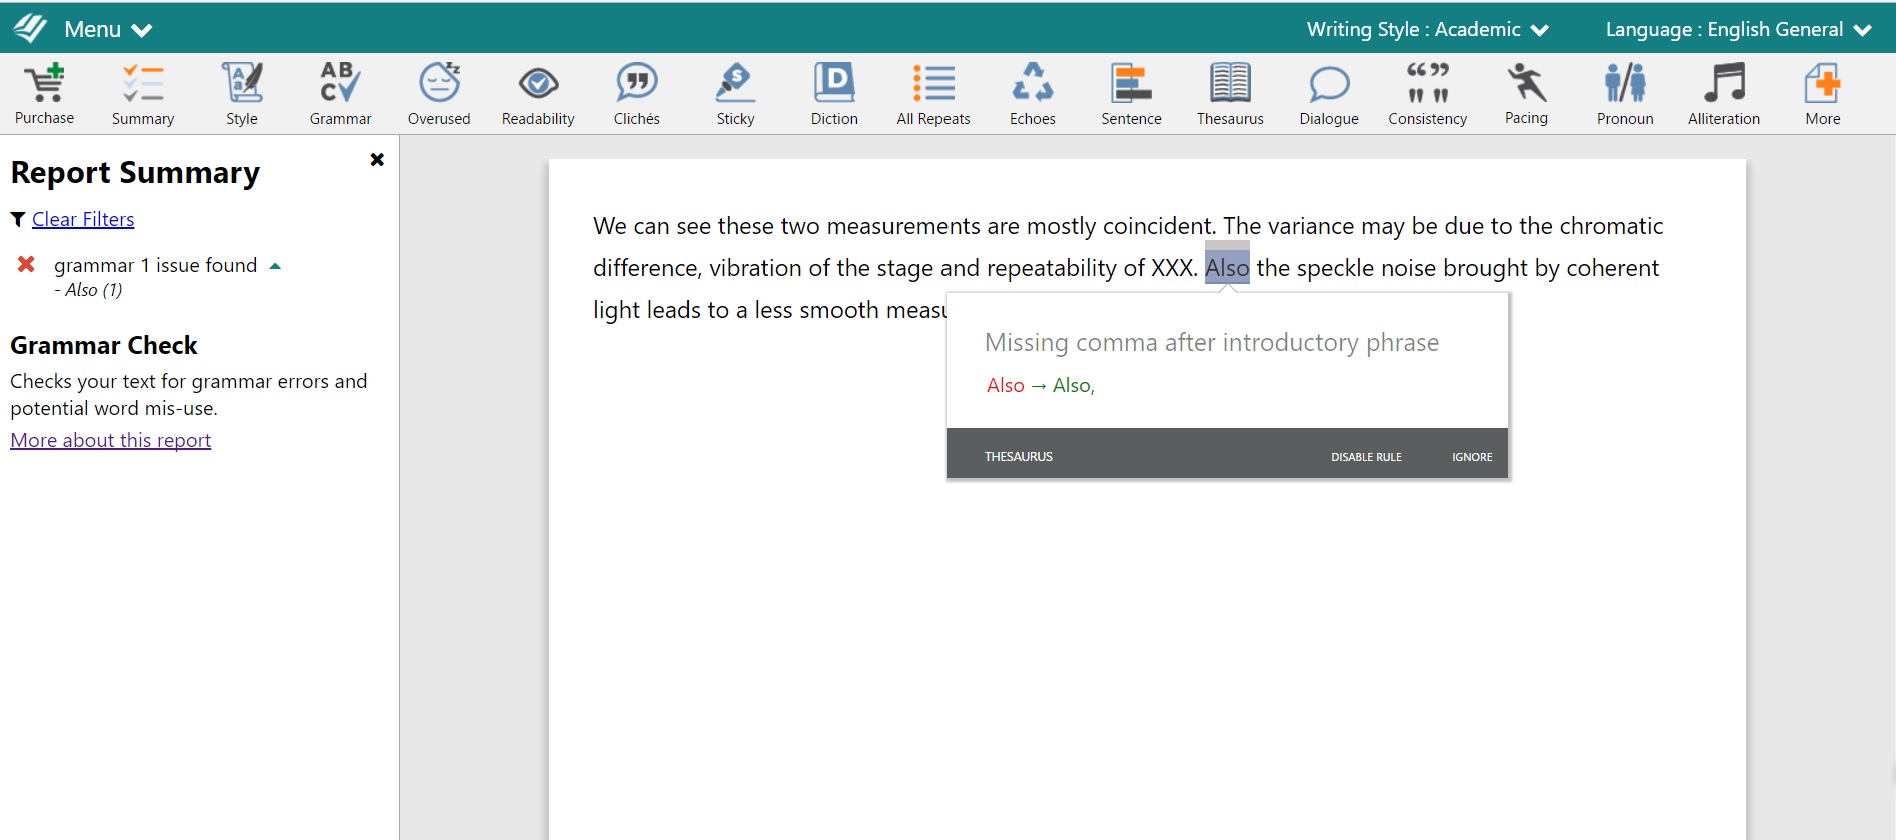 Menu
Writing Style : Academic
Language : English General
Purchase
Summary
Style
Grammar
Overused
Readability
Clichés
Sticky
Diction
All Repeats
Echoes
Sentence
Thesaurus
Dialogue
Consistency
Pacing
Pronoun
Alliteration
More
Report Summary
Clear Filters
grammar 1 issue found
- Also (1)
Grammar Check
Checks your text for grammar errors and
potential word mis-use.
More about this report
We can see these two measurements are mostly coincident. The variance may be due to the chromatic
difference, vibration of the stage and repeatability of XXX. Also the speckle noise brought by coherent
light leads to a less smooth
Missing comma after introductory phrase
Also → Also,
THESAURUS
DISABLE RULE
IGNORE